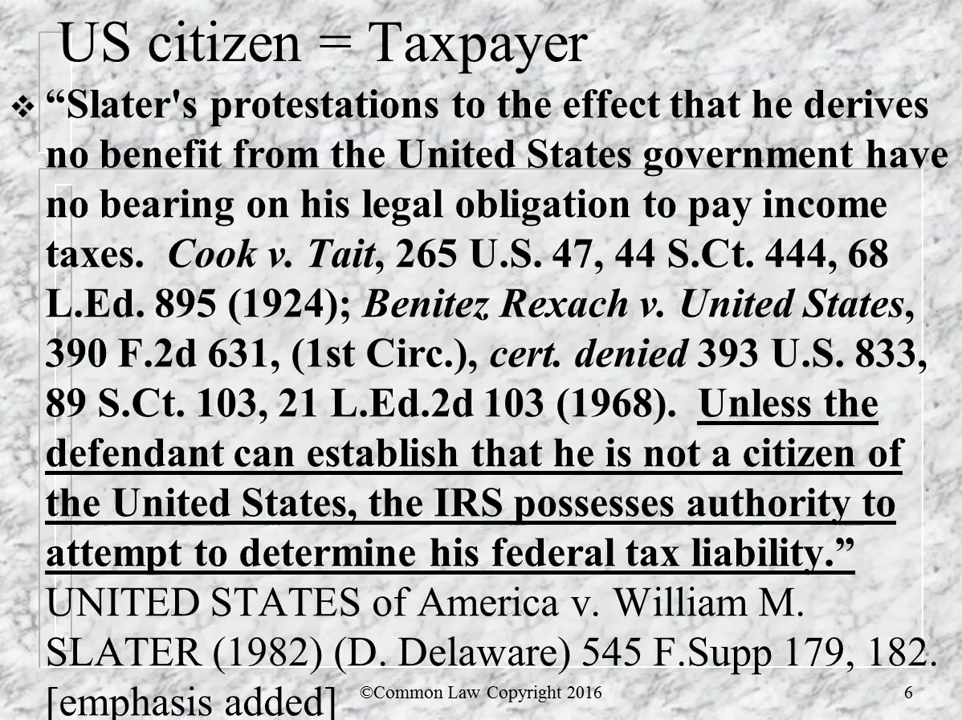 US citizen = Taxpayer
❖ “Slater's protestations to the effect that he derives
no benefit from the United States government have
no bearing on his legal obligation to pay income
taxes. Cook v. Tait, 265 U.S. 47, 44 S.Ct. 444, 68
L.Ed. 895 (1924); Benitez Rexach v. United States,
390 F.2d 631, (1st Circ.), cert. denied 393 U.S. 833,
89 S.Ct. 103, 21 L.Ed.2d 103 (1968). Unless the
defendant can establish that he is not a citizen of
the United States, the IRS possesses authority to
attempt to determine his federal tax liability.”
UNITED STATES of America v. William M.
SLATER (1982) (D. Delaware) 545 F.Supp 179, 182.
[emphasis added]
©Common Law Copyright 2016
6